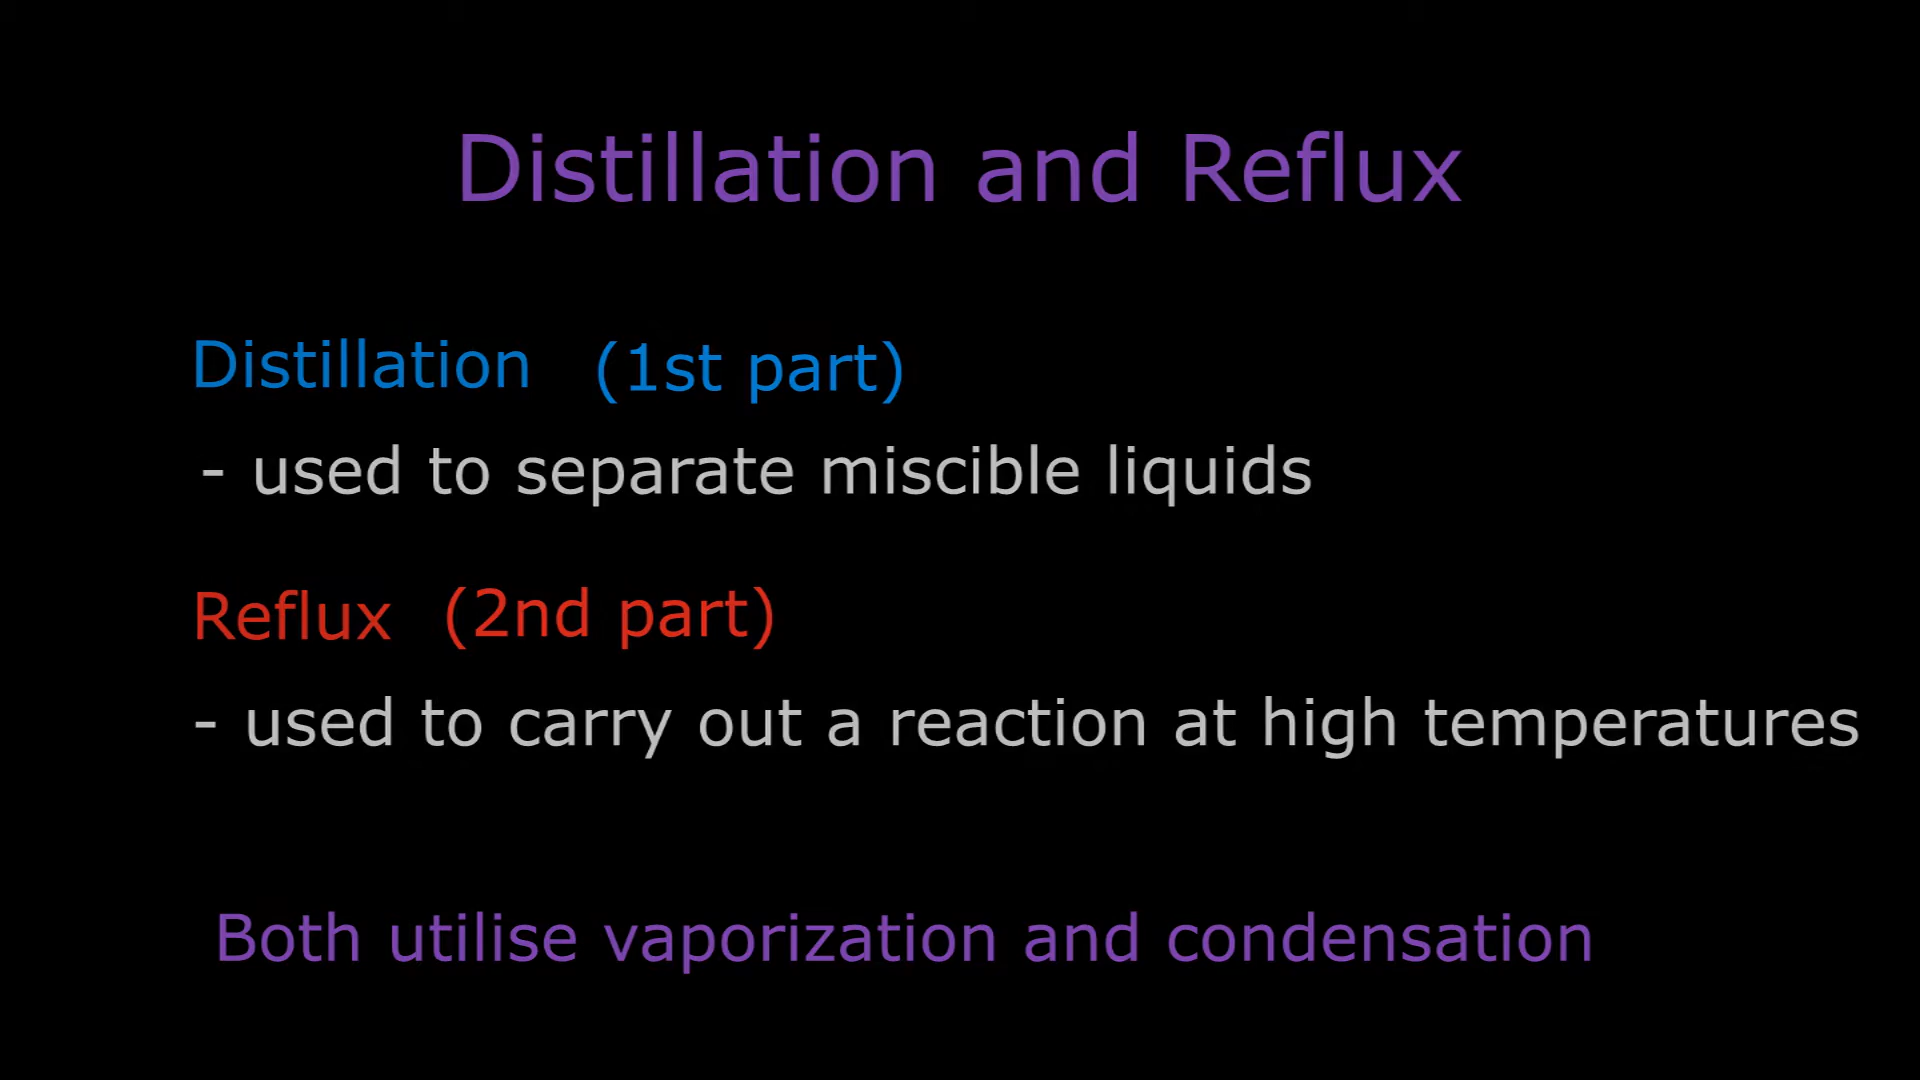 Distillation and Reflux
Distillation (1st part)
- used to separate miscible liquids
Reflux (2nd part)
- used to carry out a reaction at high temperatures
Both utilise vaporization and condensation